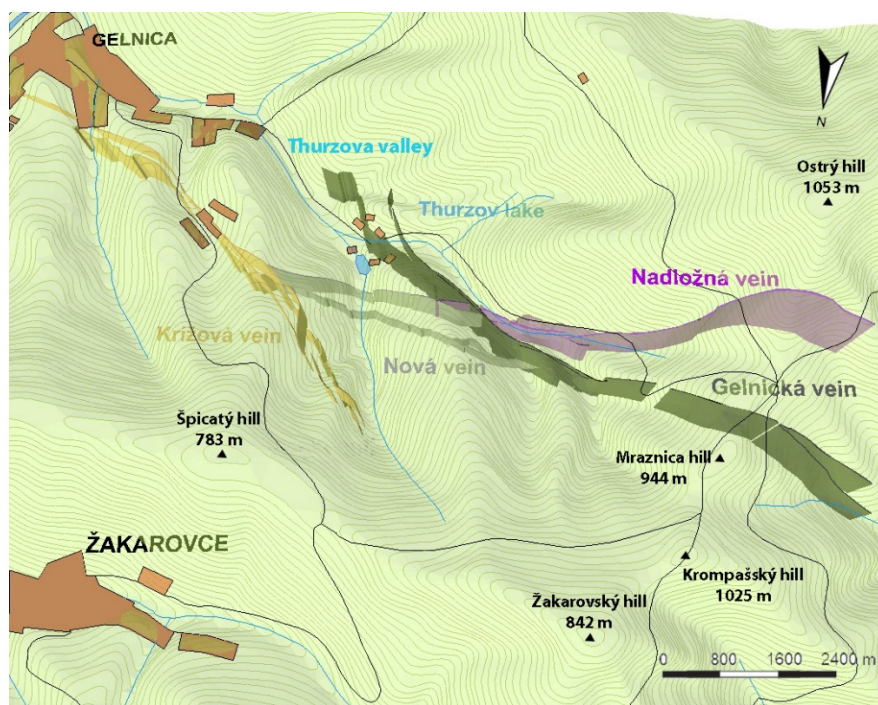 GELNICA
N
Thurzova valley
Ostrý hill
1053 m
Thurzov lake
Nadložná vein
Krížová vein
Nová vein
Gelnická vein
Špicatý hill
783 m
Mraznica hill
944 m
ŽAKAROVCE
Krompašský hill
1025 m
Žakarovský hill
842 m
0 800 1600 2400 m